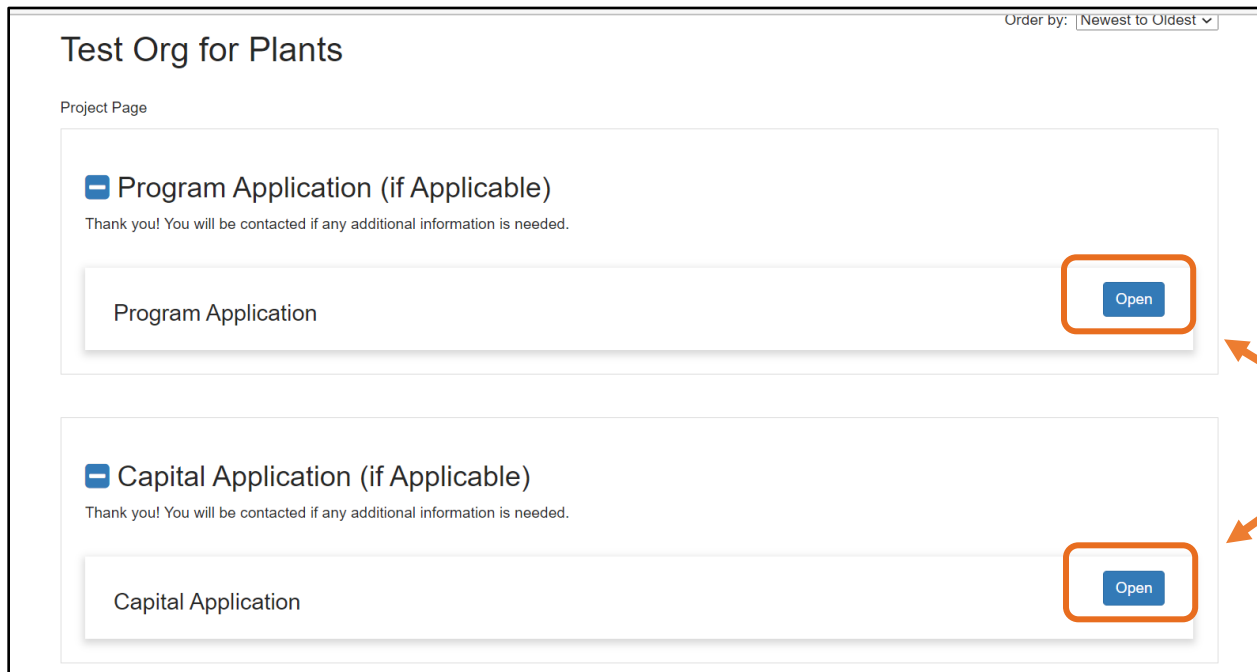 Order by: Newest to Oldest
Test Org for Plants
Project Page
Program Application (if Applicable)
Thank you! You will be contacted if any additional information is needed.
Open
Program Application
Capital Application (if Applicable)
Thank you! You will be contacted if any additional information is needed.
Open
Capital Application